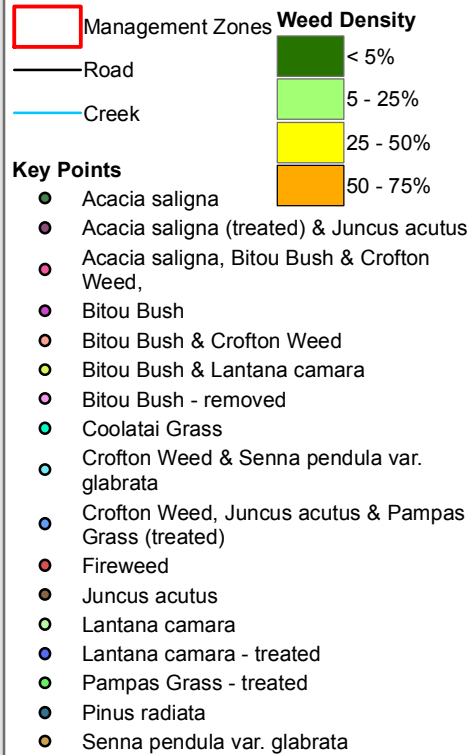 Management Zones
Road
Creek
Weed Density
< 5%
5 - 25%
25 - 50%
50 - 75%
Key Points
Acacia saligna
Acacia saligna (treated) & Juncus acutus
Acacia saligna, Bitou Bush & Crofton
Weed,
Bitou Bush
Bitou Bush & Crofton Weed
Bitou Bush & Lantana camara
Bitou Bush - removed
Coolatai Grass
Crofton Weed & Senna pendula var.
glabrata
Crofton Weed, Juncus acutus & Pampas
Grass (treated)
Fireweed
Juncus acutus
Lantana camara
Lantana camara - treated
Pampas Grass - treated
Pinus radiata
Senna pendula var. glabrata